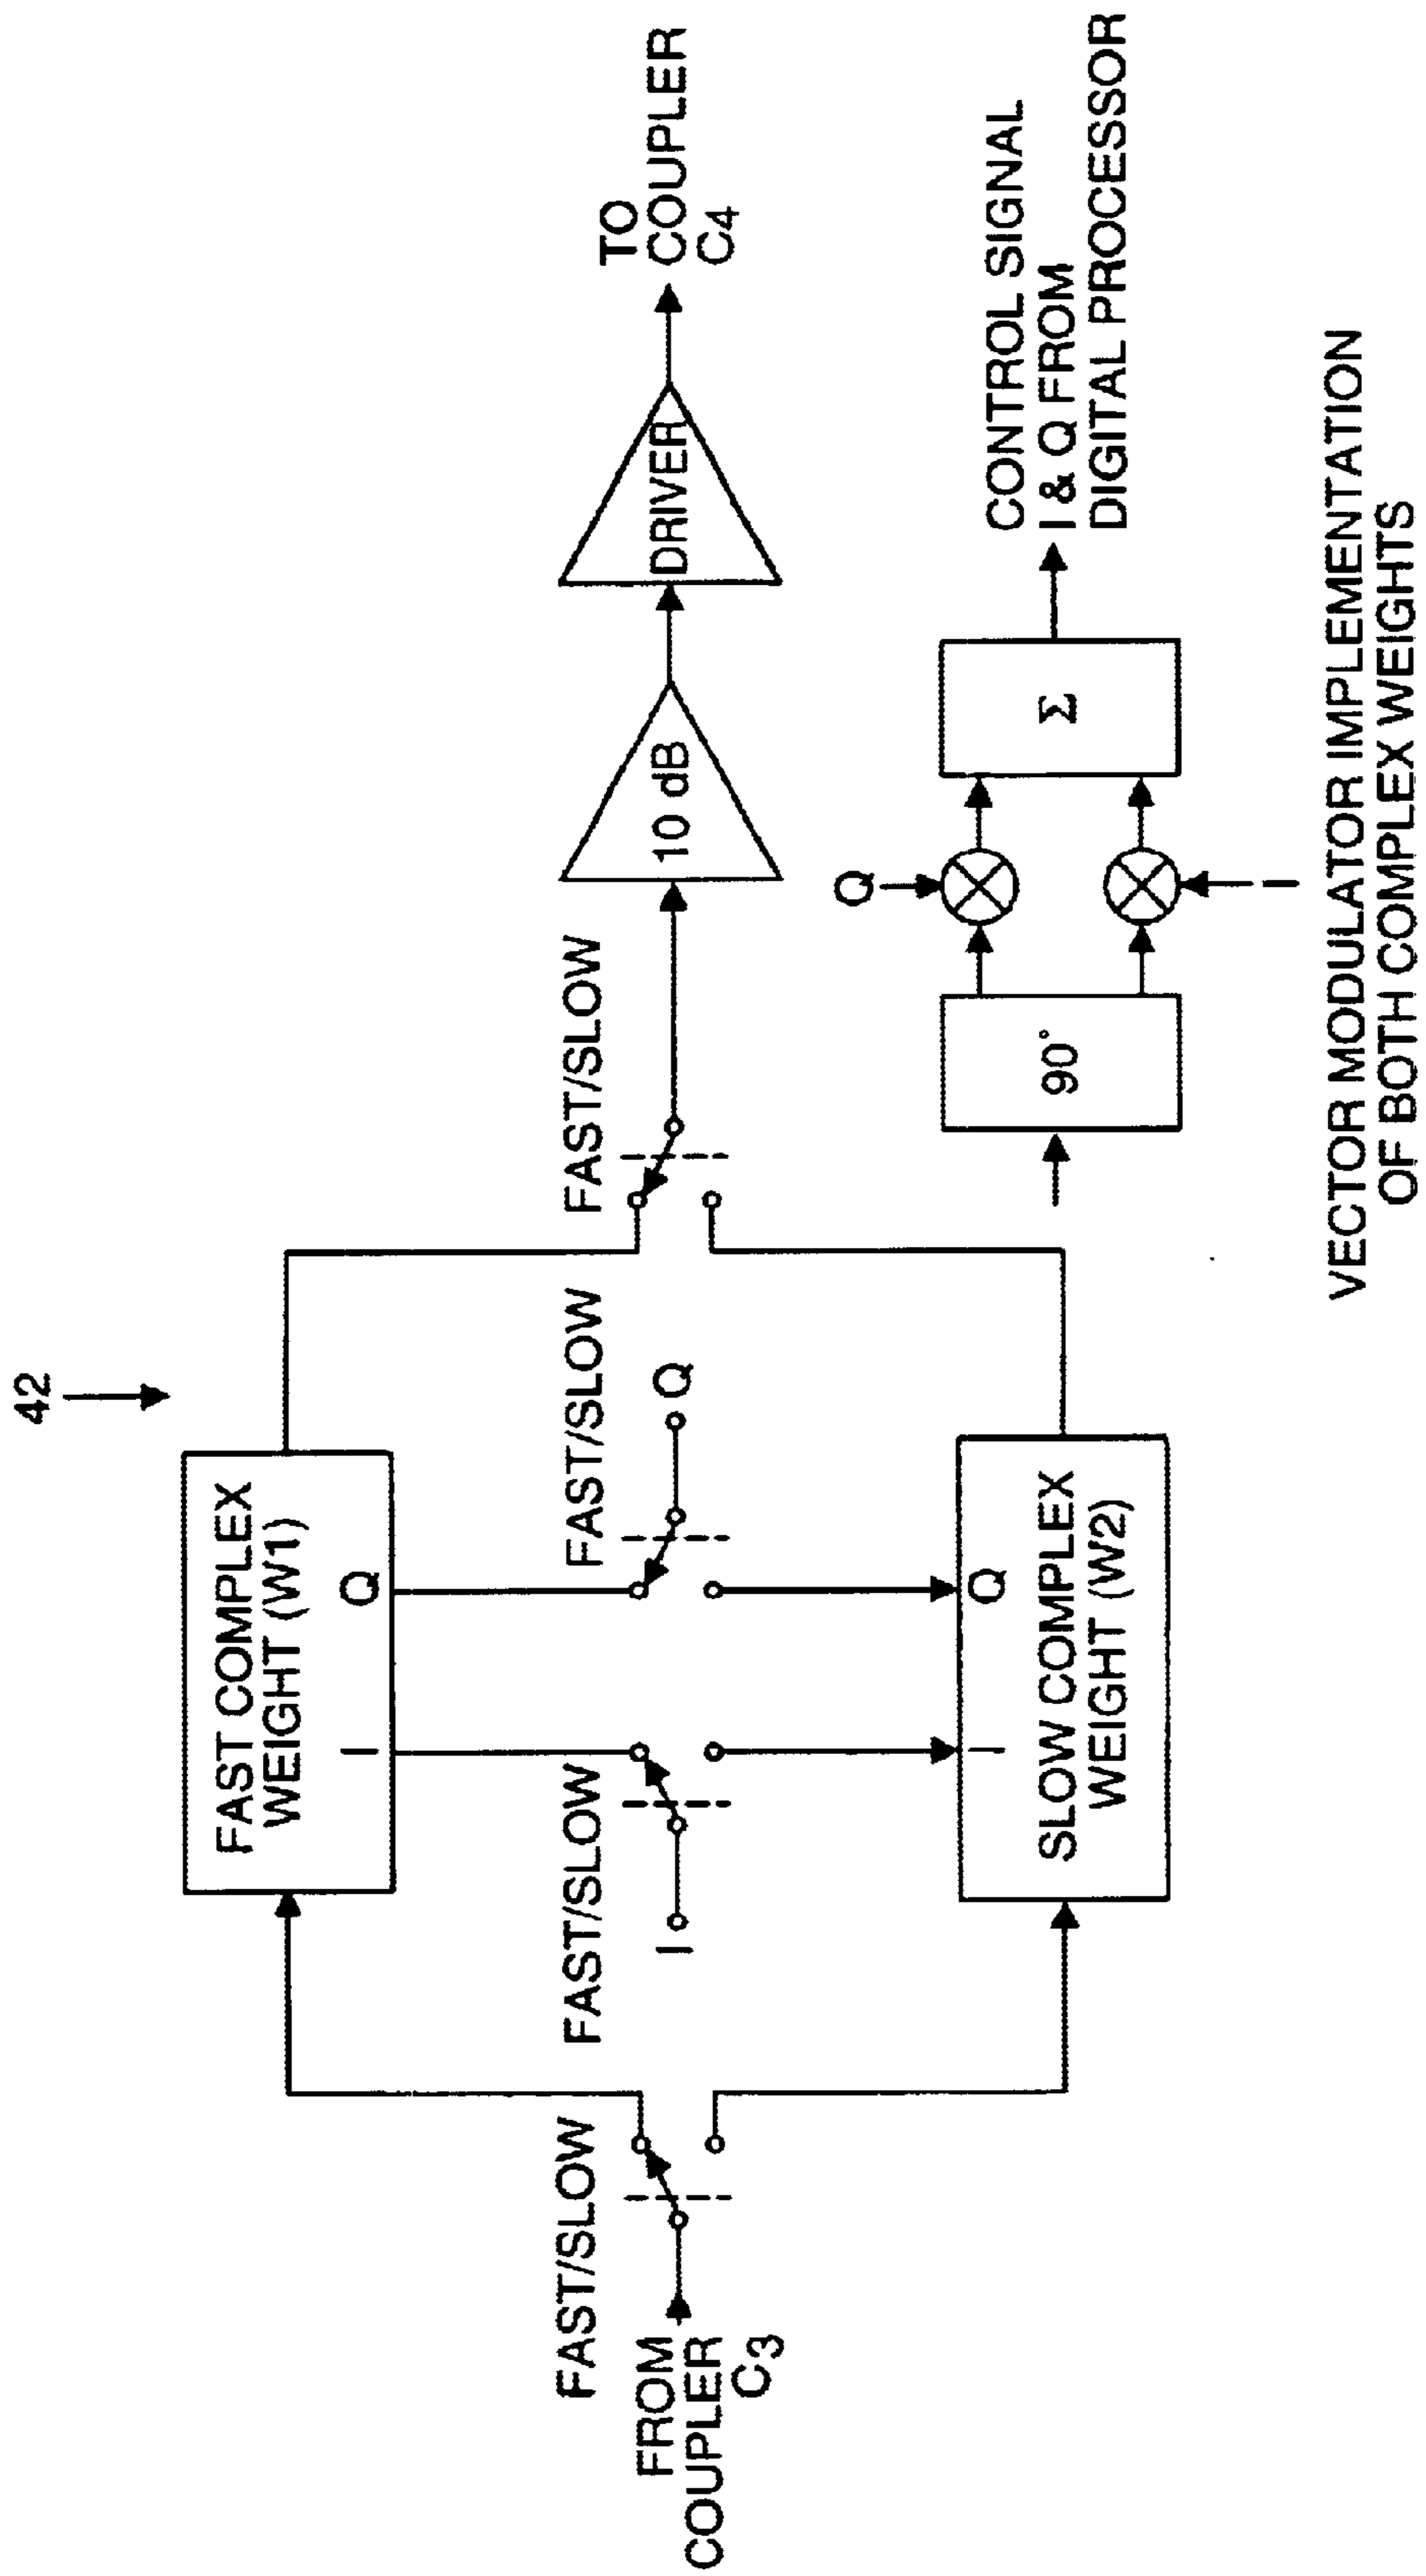 42
FAST COMPLEX
WEIGHT (W1)
I
Q
FAST/SLOW
FROM
COUPLER
C3
FAST/SLOW
I
FAST/SLOW
Q
FAST/SLOW
10 dB
DRIVER
TO
COUPLER
C4
I
Q
SLOW COMPLEX
WEIGHT (W2)
90°
Q
I
Σ
CONTROL SIGNAL
I & Q FROM
DIGITAL PROCESSOR
VECTOR MODULATOR IMPLEMENTATION
OF BOTH COMPLEX WEIGHTS